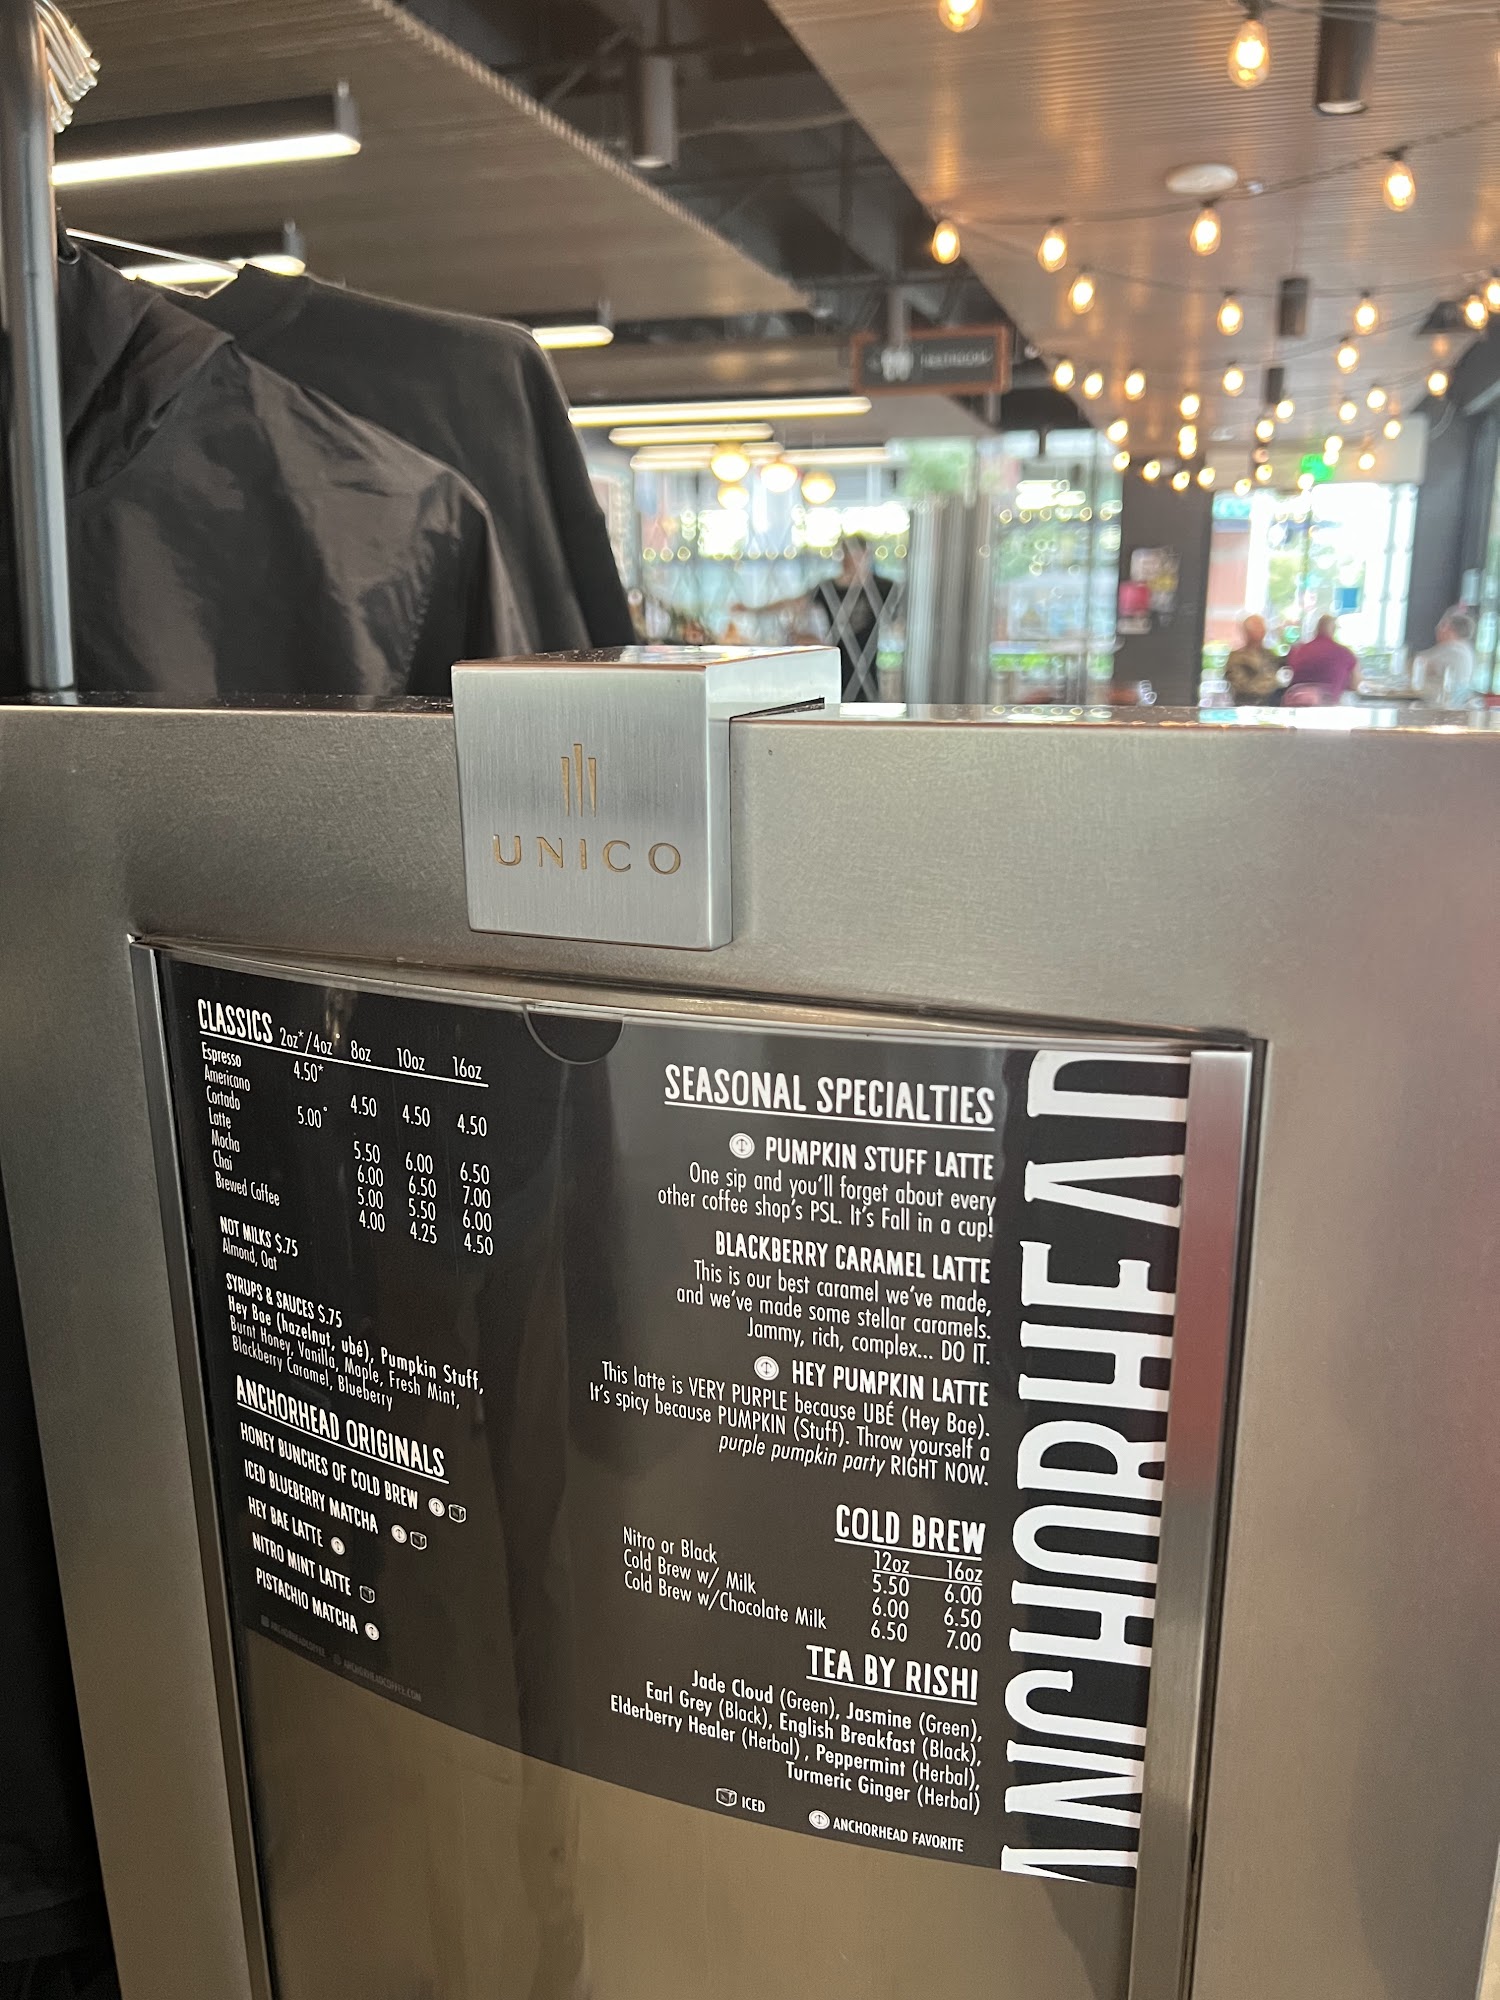 UNICO
CLASSICS 2oz*/4oz° 8oz 10oz 16oz
Espresso 4.50*
Americano 4.50 4.50 4.50
Cortado 5.00°
Latte 5.50 6.00 6.50
Mocha 6.00 6.50 7.00
Chai 5.00 5.50 6.00
Brewed Coffee 4.00 4.25 4.50
NOT MILKS $.75
Almond, Oat
SYRUPS & SAUCES $.75
Hey Bae (hazelnut, ubé), Pumpkin Stuff,
Burnt Honey, Vanilla, Maple, Fresh Mint,
Blackberry Caramel, Blueberry
ANCHORHEAD ORIGINALS
HONEY BUNCHES OF COLD BREW
ICED BLUEBERRY MATCHA
HEY BAE LATTE
NITRO MINT LATTE
PISTACHIO MATCHA
ANCHORHEADCOFFEE.COM
SEASONAL SPECIALTIES
PUMPKIN STUFF LATTE
One sip and you'll forget about every
other coffee shop's PSL. It's Fall in a cup!
BLACKBERRY CARAMEL LATTE
This is our best caramel we've made,
and we've made some stellar caramels.
Jammy, rich, complex... DO IT.
HEY PUMPKIN LATTE
This latte is VERY PURPLE because UBÉ (Hey Bae).
It's spicy because PUMPKIN (Stuff). Throw yourself a
purple pumpkin party RIGHT NOW.
COLD BREW
12oz 16oz
Nitro or Black 5.50 6.00
Cold Brew w/ Milk 6.00 6.50
Cold Brew w/Chocolate Milk 6.50 7.00
TEA BY RISHI
Jade Cloud (Green), Jasmine (Green),
Earl Grey (Black), English Breakfast (Black),
Elderberry Healer (Herbal) , Peppermint (Herbal),
Turmeric Ginger (Herbal)
ICED
ANCHORHEAD FAVORITE
ANCHORHEAD